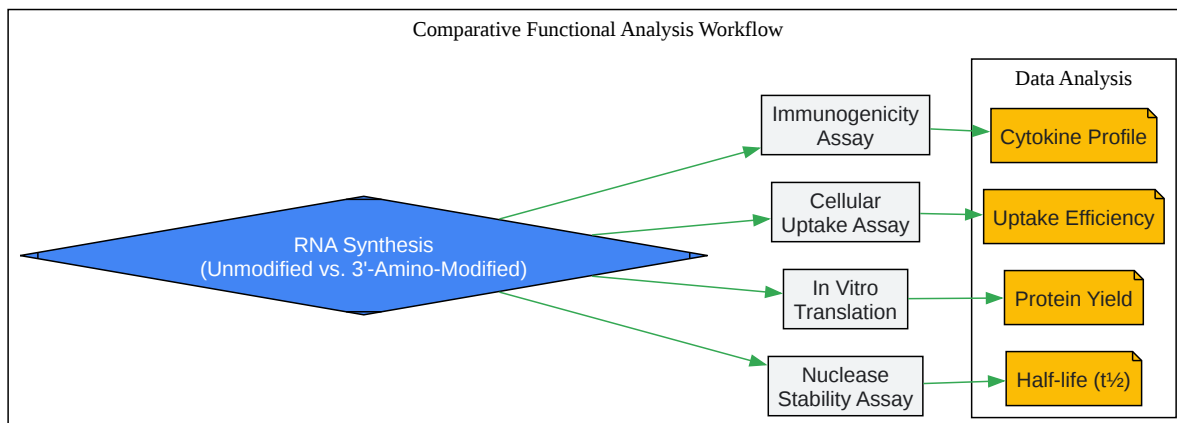 Comparative Functional Analysis Workflow
Data Analysis
Immunogenicity
Assay
Cytokine Profile
Cellular
Uptake Assay
Uptake Efficiency
RNA Synthesis
(Unmodified vs. 3'-Amino-Modified)
In Vitro
Translation
Protein Yield
Nuclease
Stability Assay
Half-life (t½)